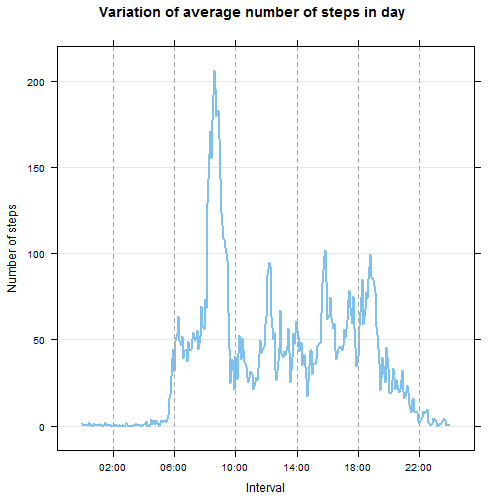 Variation of average number of steps in day
200
150
100
50
0
Number of steps
02:00 06:00 10:00 14:00 18:00 22:00
Interval